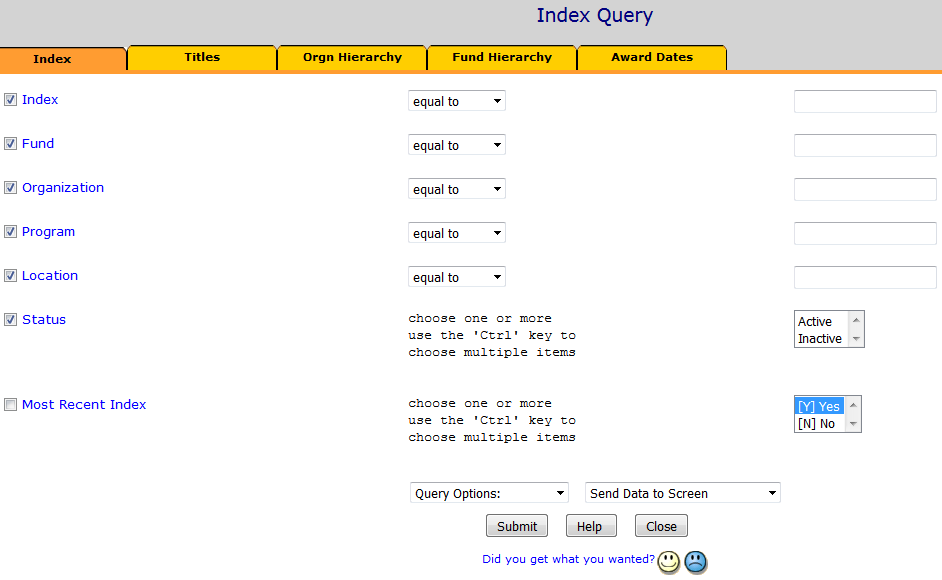 Index Query
Index Titles Orgn Hierarchy Fund Hierarchy Award Dates
Index equal to
Fund equal to
Organization equal to
Program equal to
Location equal to
Status choose one or more Active
use the 'Ctrl' key to Inactive
choose multiple items
Most Recent Index choose one or more [Y] Yes
use the 'Ctrl' key to [N] No
choose multiple items
Query Options: Send Data to Screen
Submit Help Close
Did you get what you wanted?